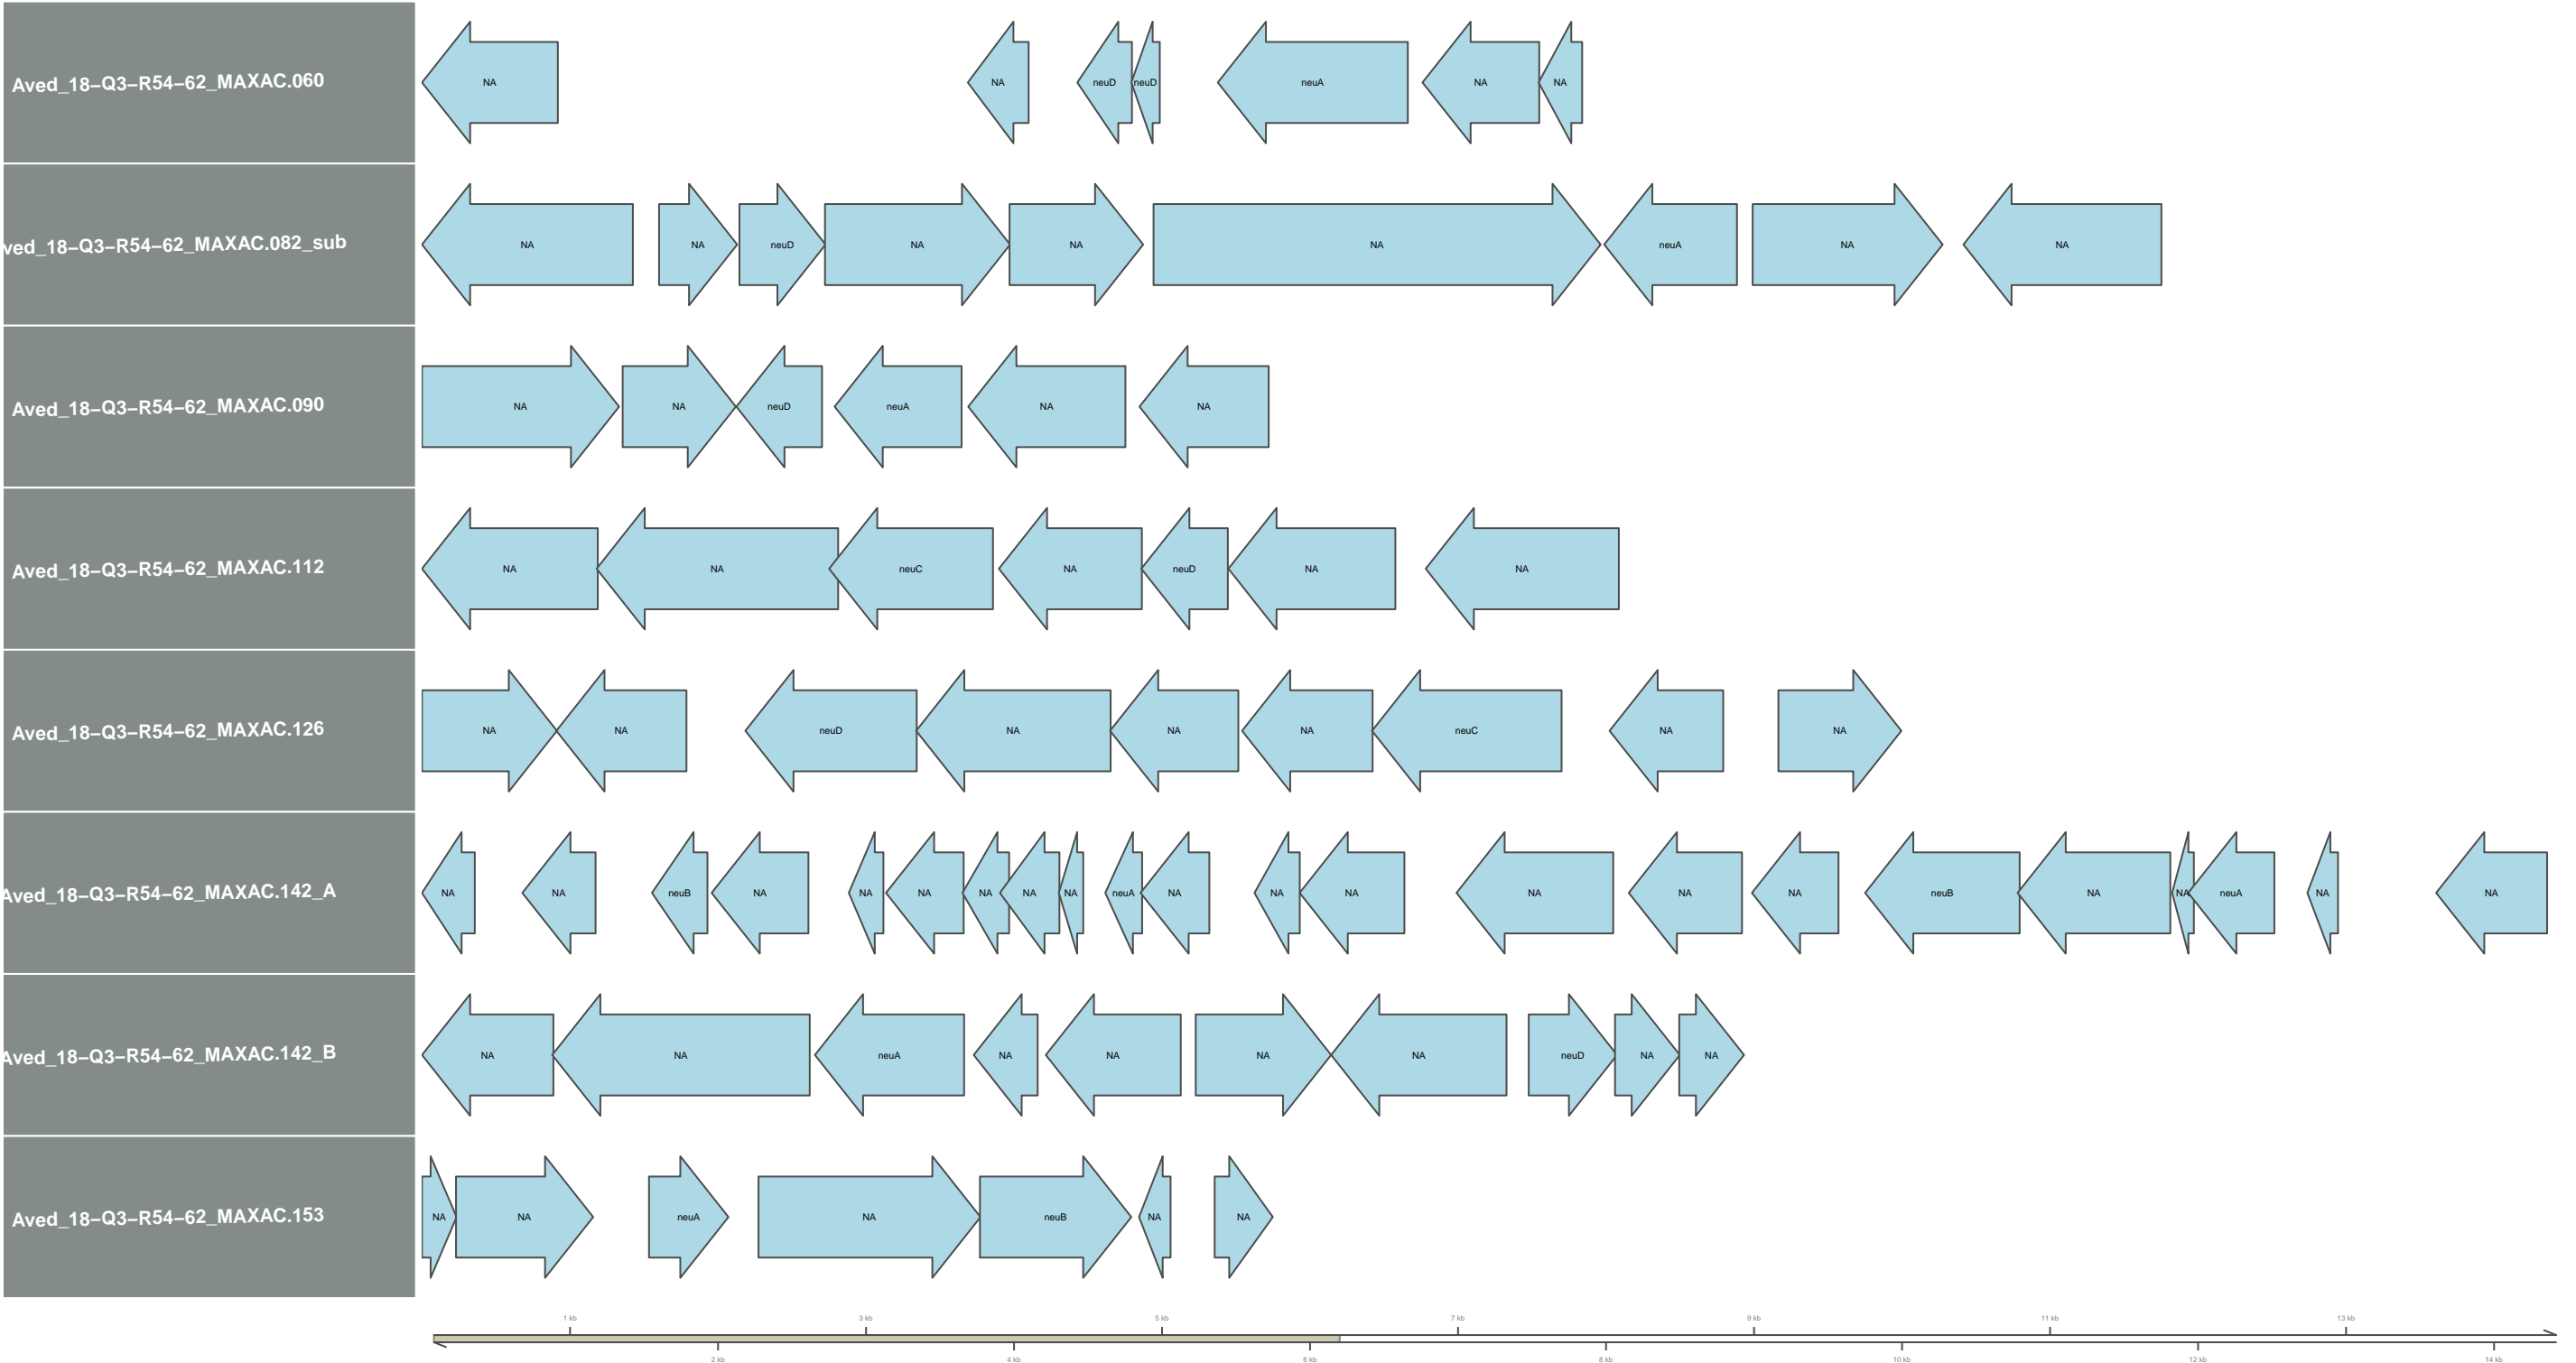 Aved_18–Q3–R54–62_MAXAC.060
NA NA neuD neuD neuA NA NA
ved_18–Q3–R54–62_MAXAC.082_sub
NA NA neuD NA NA NA neuA NA NA
Aved_18–Q3–R54–62_MAXAC.090
NA NA neuD neuA NA NA
Aved_18–Q3–R54–62_MAXAC.112
NA NA neuC NA neuD NA NA
Aved_18–Q3–R54–62_MAXAC.126
NA NA neuD NA NA NA neuC NA NA
Aved_18–Q3–R54–62_MAXAC.142_A
NA NA neuB NA NA NA NA NA NA neuA NA NA NA NA NA NA neuB NA NA neuA NA NA
Aved_18–Q3–R54–62_MAXAC.142_B
NA NA neuA NA NA NA NA neuD NA NA
Aved_18–Q3–R54–62_MAXAC.153
NA NA neuA NA neuB NA NA
1 kb 3 kb 5 kb 7 kb 9 kb 11 kb 13 kb
2 kb 4 kb 6 kb 8 kb 10 kb 12 kb 14 kb